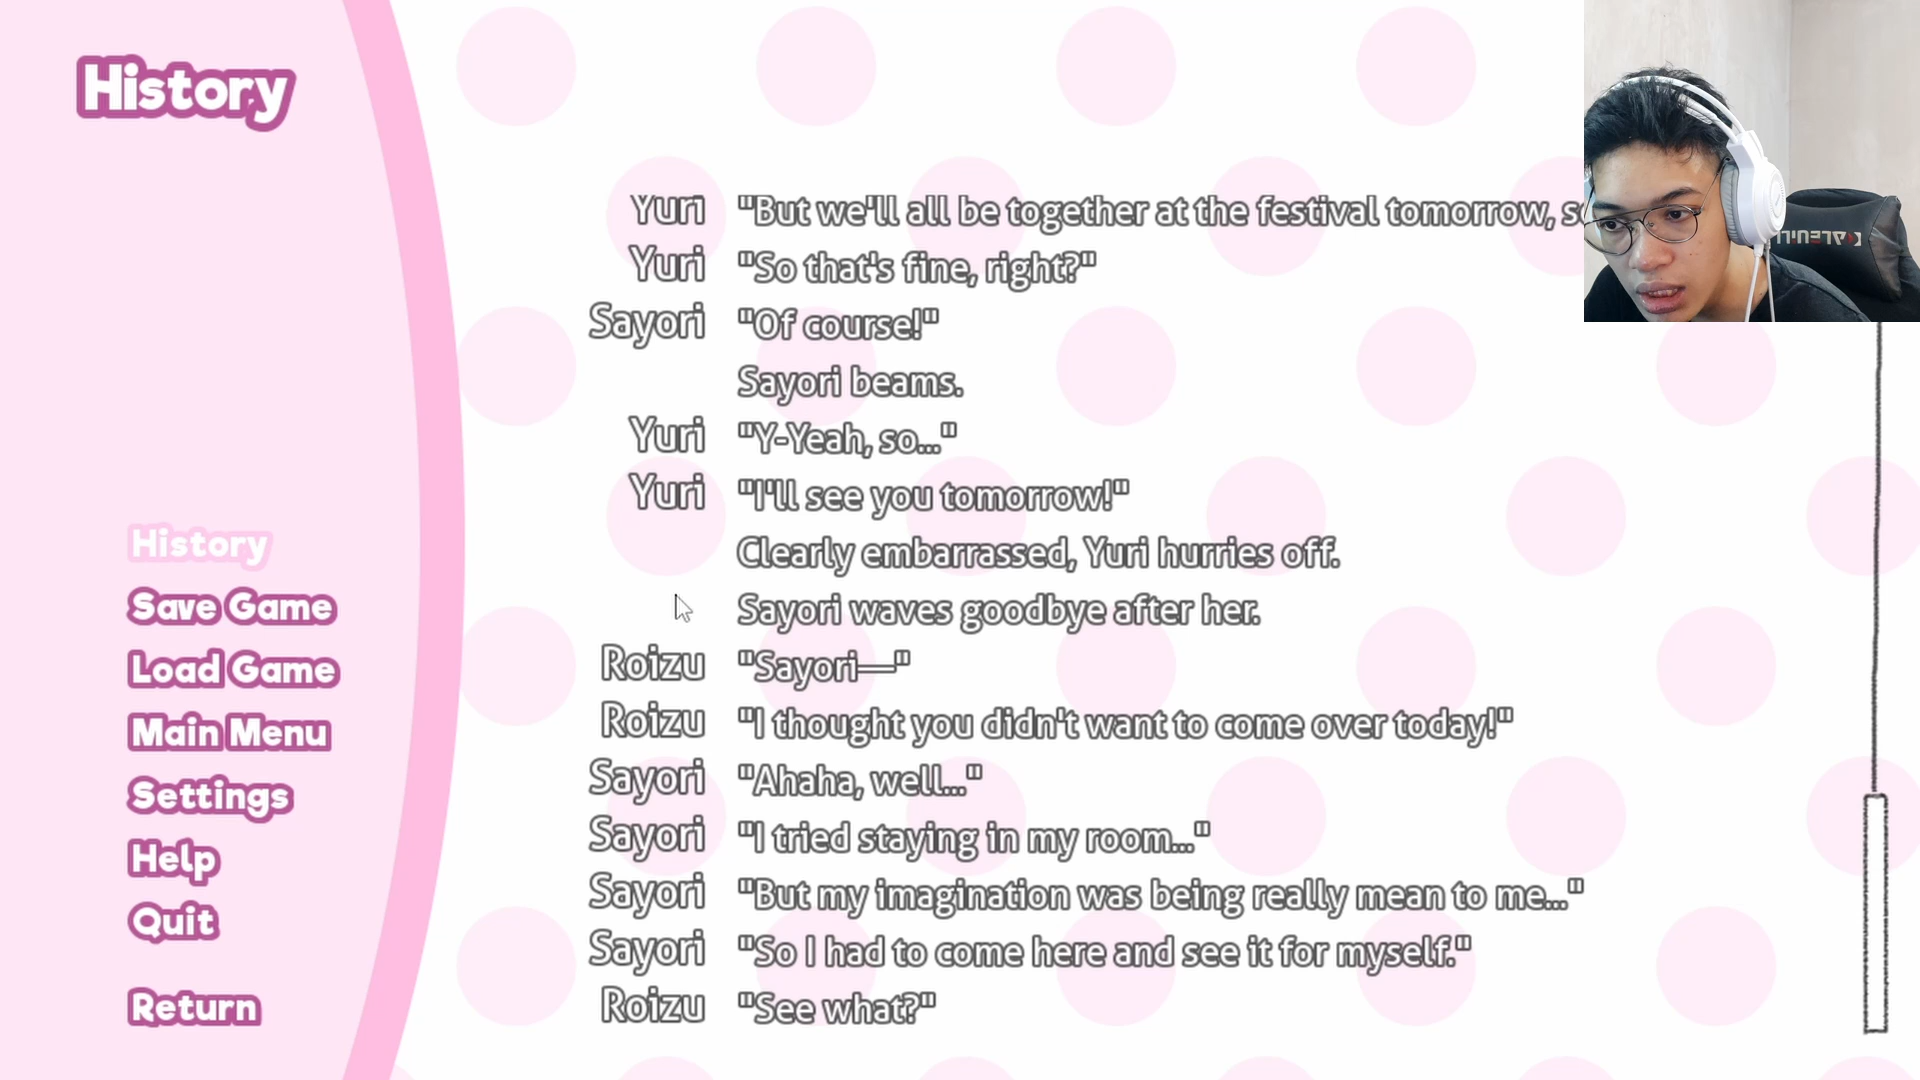 History
Yuri "But we'll all be together at the festival tomorrow,
Yuri "So that's fine, right?"
Sayori "Of course!"
Sayori beams.
Yuri "Y-Yeah, so..."
Yuri "I'll see you tomorrow!"
Clearly embarrassed, Yuri hurries off.
Sayori waves goodbye after her.
Roizu "Sayori—"
Roizu "I thought you didn't want to come over today!"
Sayori "Ahaha, well..."
Sayori "I tried staying in my room..."
Sayori "But my imagination was being really mean to me..."
Sayori "So I had to come here and see it for myself."
Roizu "See what?"
History
Save Game
Load Game
Main Menu
Settings
Help
Quit
Return